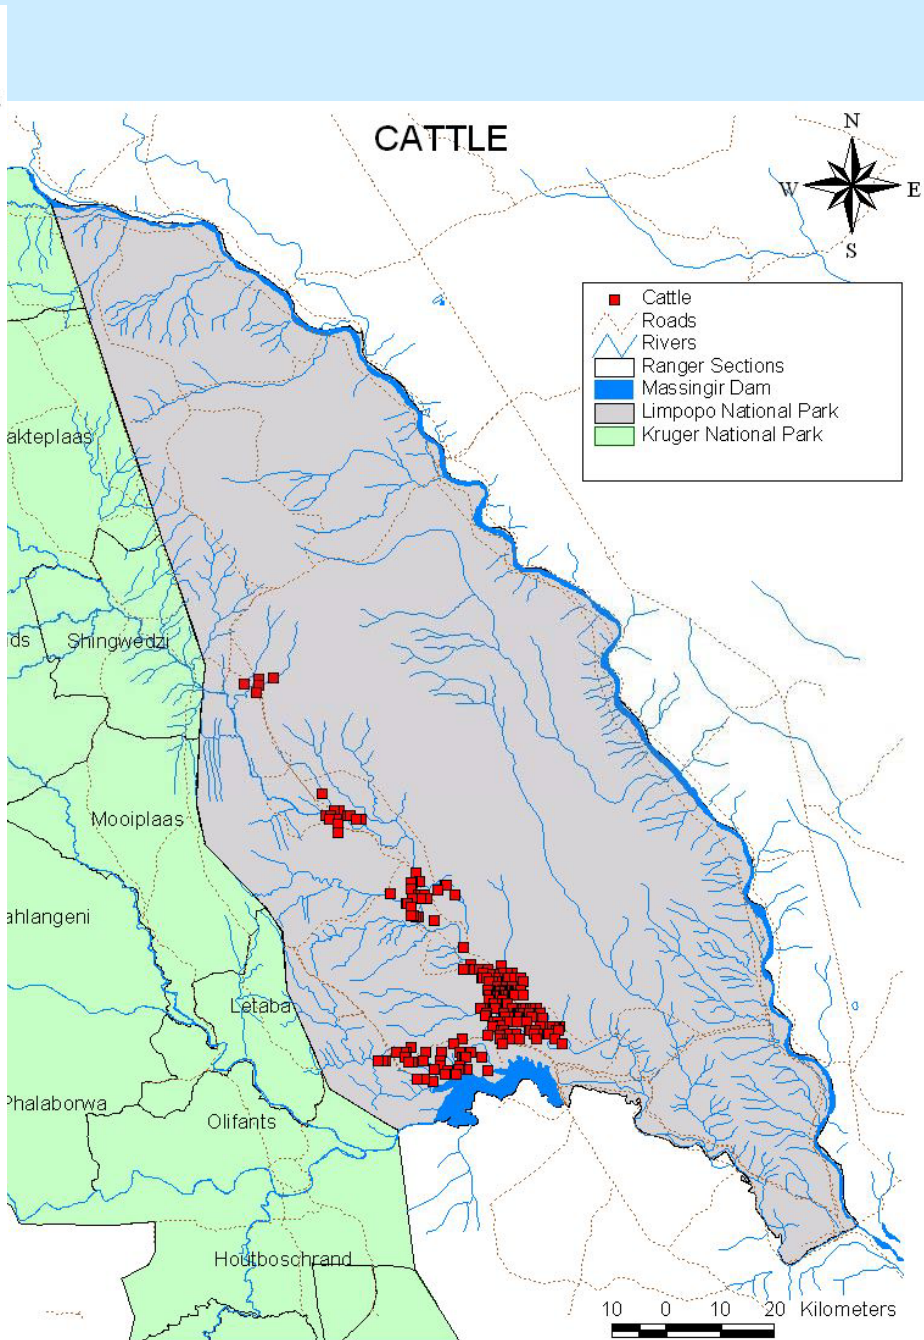 CATTLE
N
W
E
S
Cattle
Roads
Rivers
Ranger Sections
Massingir Dam
Limpopo National Park
Kruger National Park
akteplaas
ds
Shingwedzi
Mooiplaas
ahlangeni
Letaba
Phalaborwa
Olifants
Houtboschrand
10 0 10 20 Kilometers